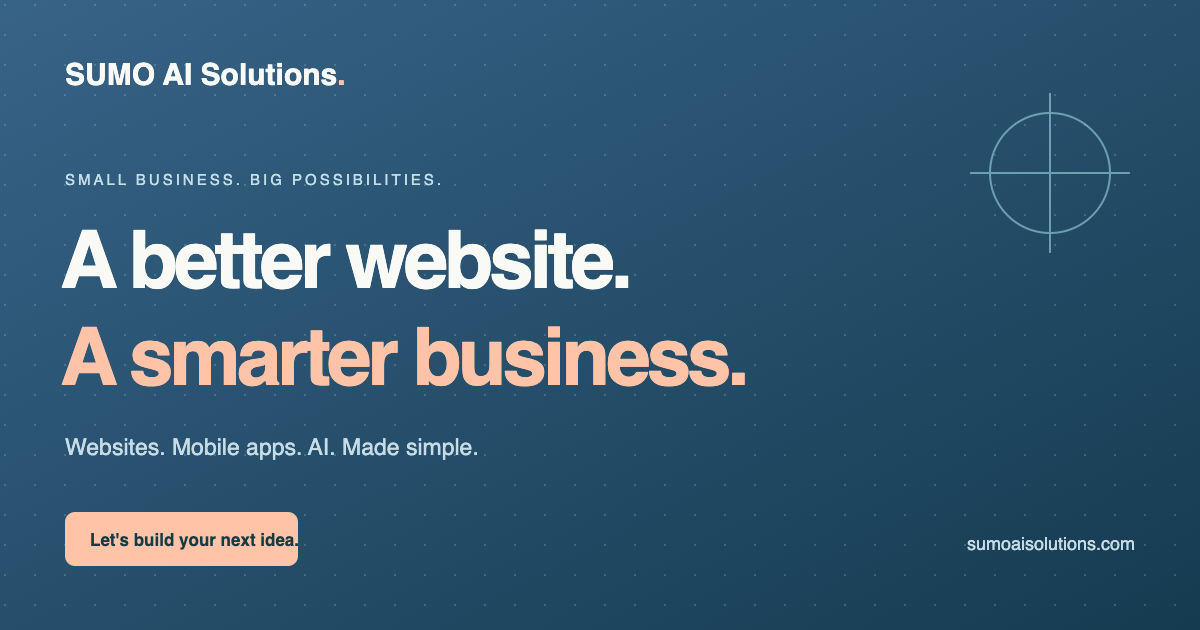 SUMO AI Solutions.
SMALL BUSINESS. BIG POSSIBILITIES.
A better website.
A smarter business.
Websites. Mobile apps. AI. Made simple.
Let's build your next idea.
sumoaisolutions.com